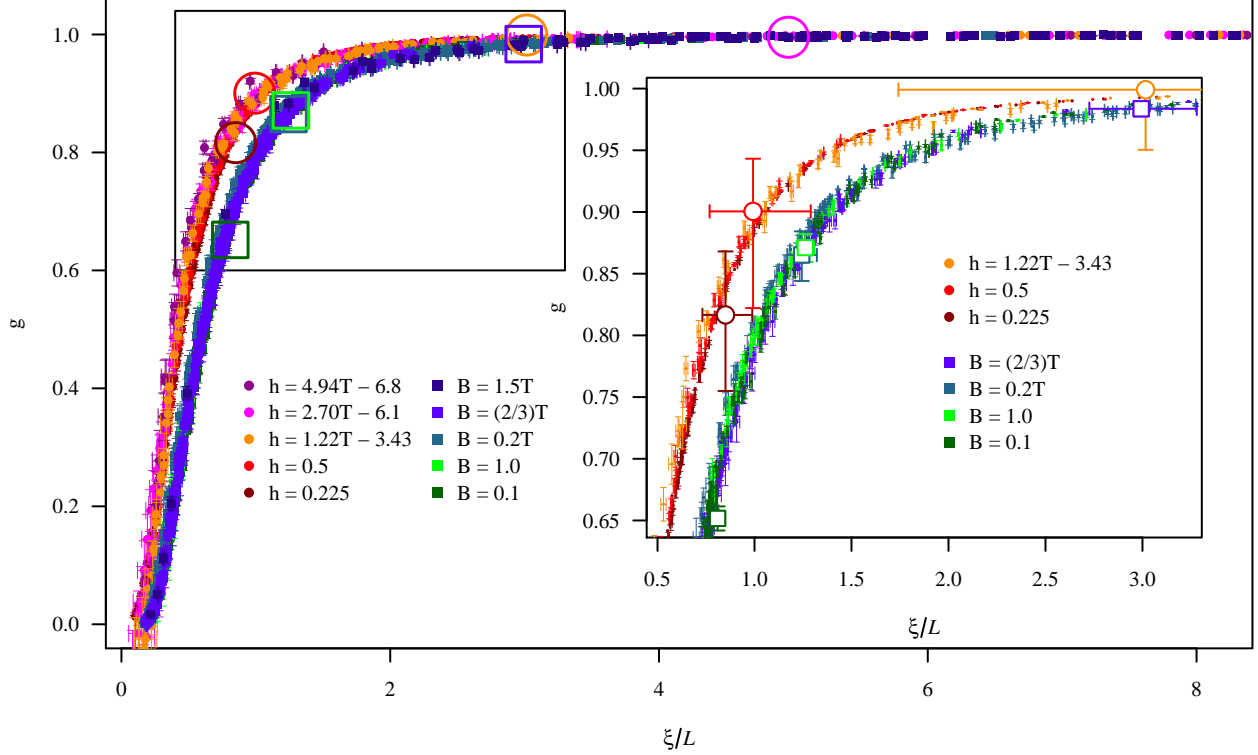 1.0
0.8
0.6
0.4
0.2
0.0
g
0 2 4 6 8
ξ/L
h = 4.94T − 6.8
h = 2.70T − 6.1
h = 1.22T − 3.43
h = 0.5
h = 0.225
B = 1.5T
B = (2/3)T
B = 0.2T
B = 1.0
B = 0.1
1.00
0.95
0.90
0.85
0.80
0.75
0.70
0.65
g
0.5 1.0 1.5 2.0 2.5 3.0
ξ/L
h = 1.22T − 3.43
h = 0.5
h = 0.225
B = (2/3)T
B = 0.2T
B = 1.0
B = 0.1